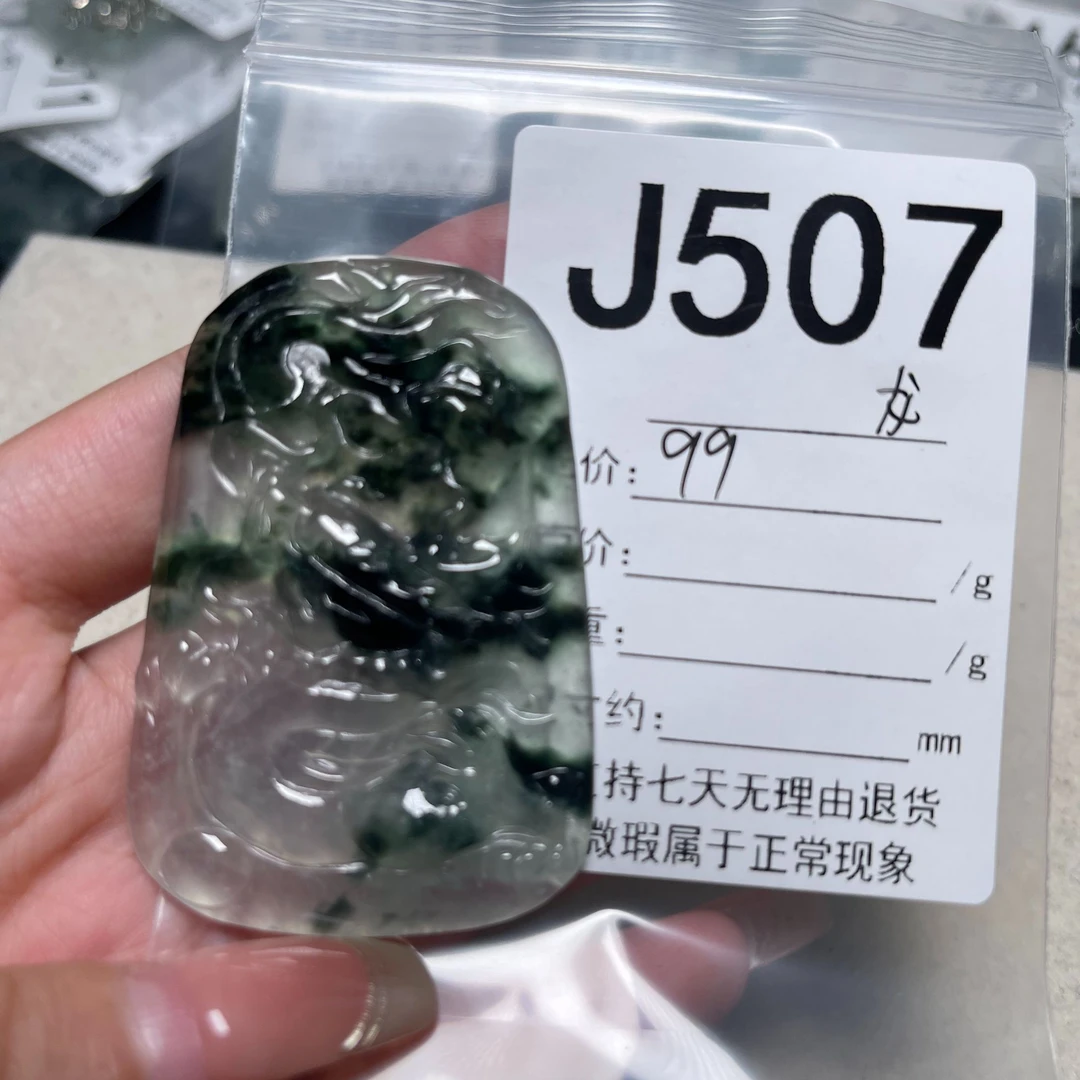 J507
龙
价：99
价：
/g
重：
/g
寸约：
mm
持七天无理由退货
微瑕属于正常现象